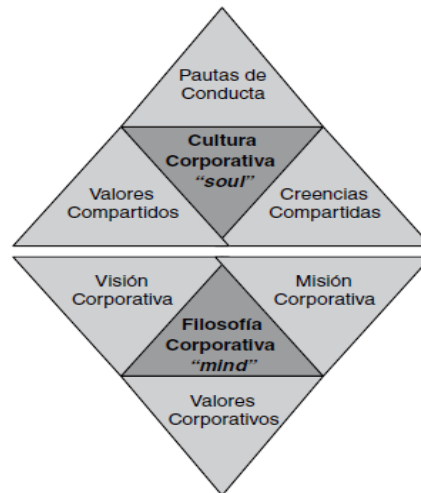 Pautas de
Conducta
Cultura
Corporativa
"soul"
Valores
Compartidos
Creencias
Compartidas
Visión
Corporativa
Misión
Corporativa
Filosofía
Corporativa
"mind"
Valores
Corporativos